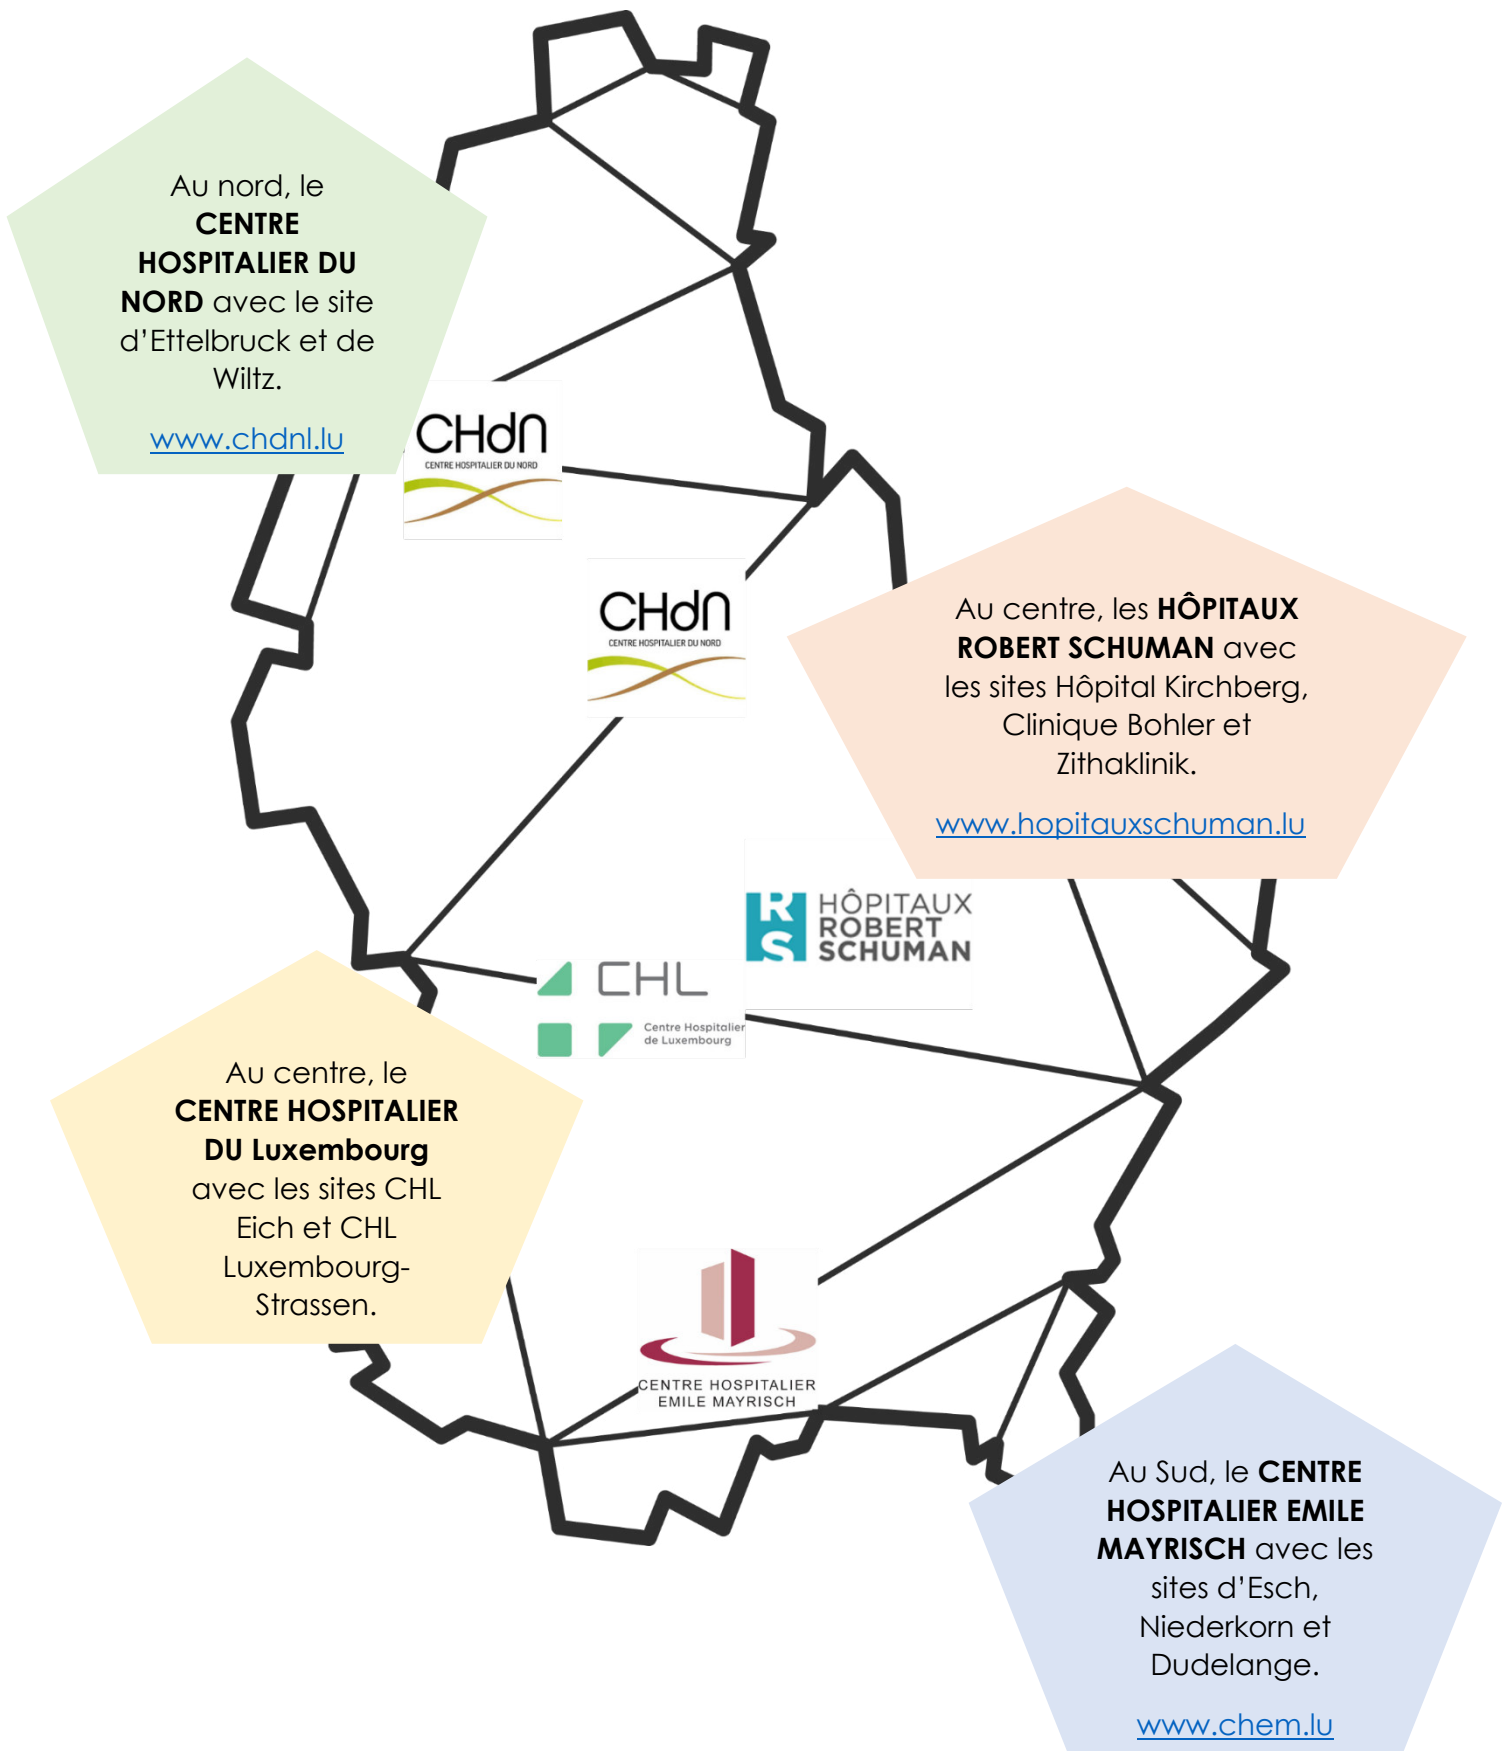 Au nord, le
CENTRE
HOSPITALIER DU
NORD avec le site
d’Ettelbruck et de
Wiltz.
www.chdnl.lu
CHdN
CENTRE HOSPITALIER DU NORD
CHdN
CENTRE HOSPITALIER DU NORD
Au centre, les HÔPITAUX
ROBERT SCHUMAN avec
les sites Hôpital Kirchberg,
Clinique Bohler et
Zithaklinik.
www.hopitauxschuman.lu
RS
HÔPITAUX
ROBERT
SCHUMAN
CHL
Centre Hospitalier
de Luxembourg
Au centre, le
CENTRE HOSPITALIER
DU Luxembourg
avec les sites CHL
Eich et CHL
Luxembourg-
Strassen.
CENTRE HOSPITALIER
EMILE MAYRISCH
Au Sud, le CENTRE
HOSPITALIER EMILE
MAYRISCH avec les
sites d’Esch,
Niederkorn et
Dudelange.
www.chem.lu